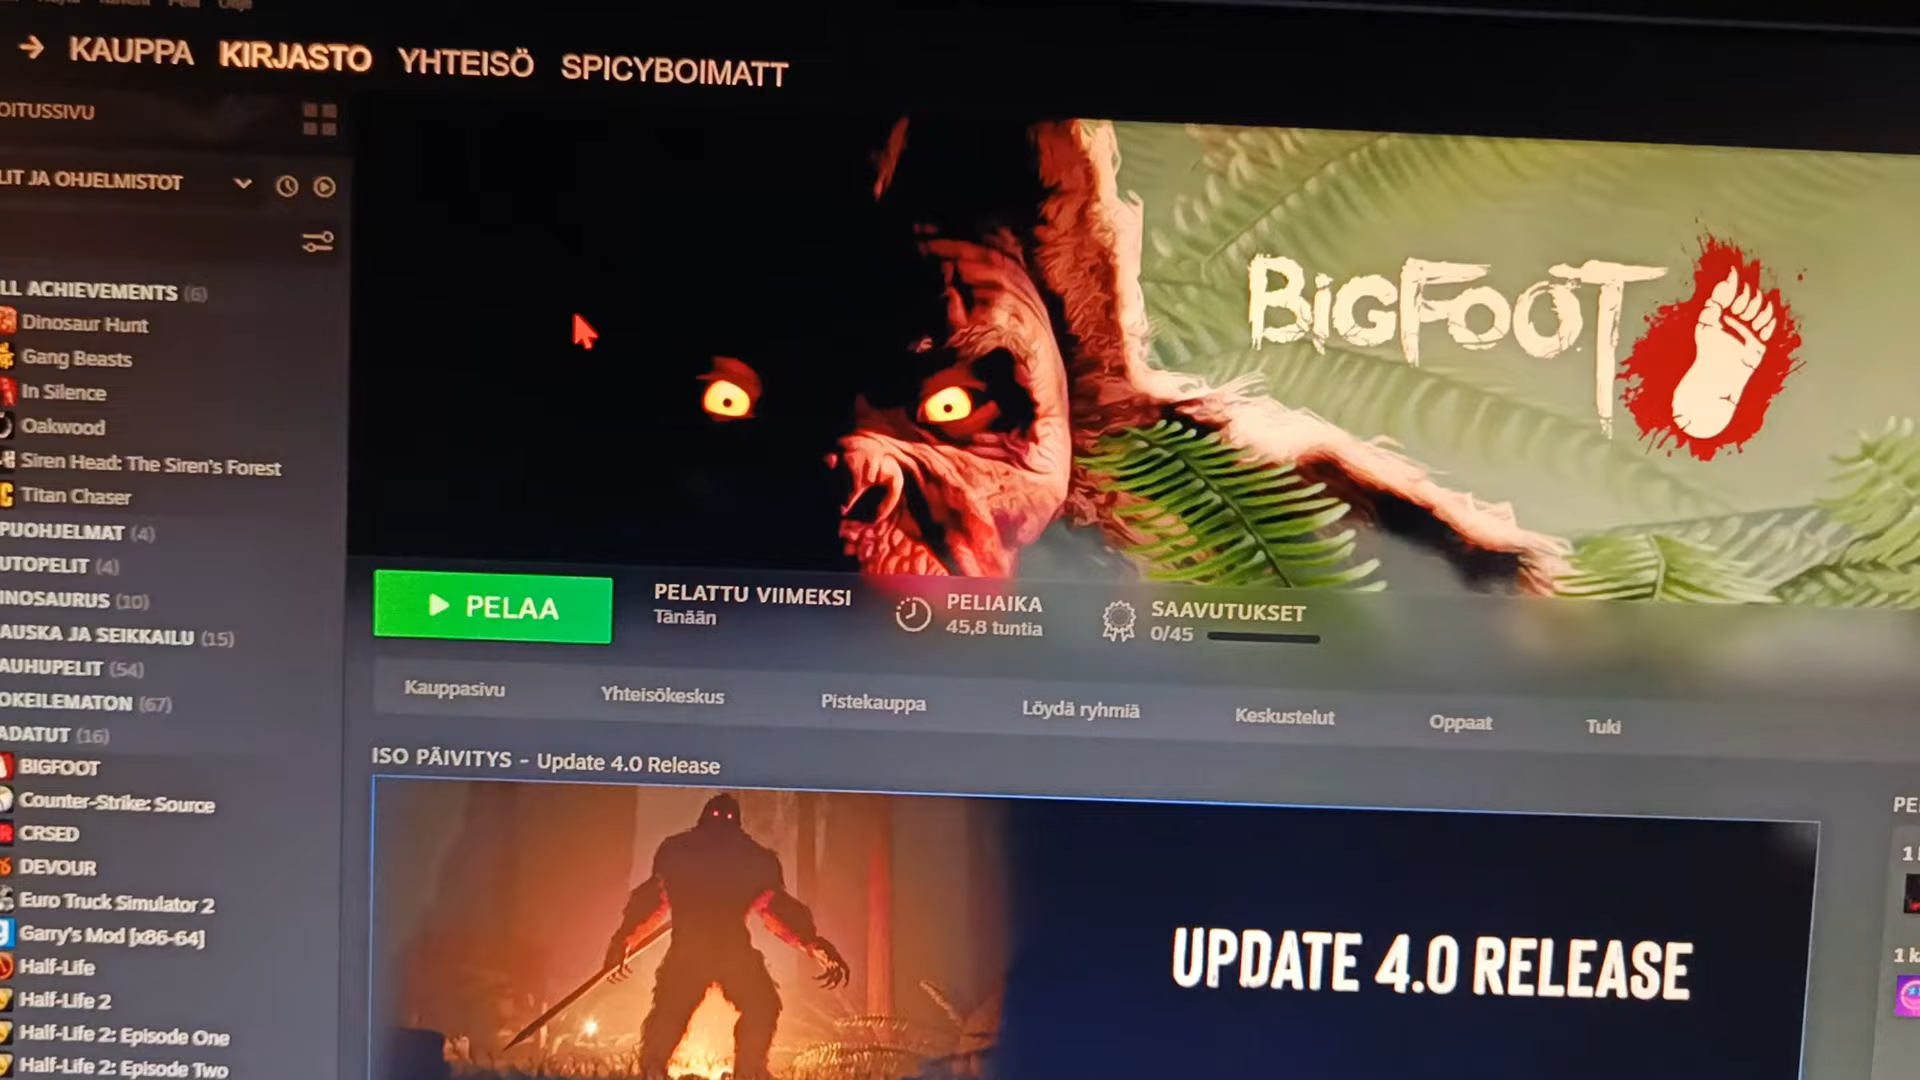 KAUPPA KIRJASTO YHTEISÖ SPICYBOIMATT
OITUSSIVU
LIT JA OHJELMISTOT
LL ACHIEVEMENTS (6)
Dinosaur Hunt
Gang Beasts
In Silence
Oakwood
Siren Head: The Siren's Forest
Titan Chaser
PUOHJELMAT (4)
UTOPELIT (4)
INOSAURUS (10)
AUSKA JA SEIKKAILU (15)
AUHUPELIT (54)
OKEILEMATON (67)
ADATUT (16)
BIGFOOT
Counter-Strike: Source
CRSED
DEVOUR
Euro Truck Simulator 2
Garry's Mod [x86-64]
Half-Life
Half-Life 2
Half-Life 2: Episode One
Half-Life 2: Episode Two
BIGFOOT
PELAA
PELATTU VIIMEKSI
Tänään
PELIAIKA
45,8 tuntia
SAAVUTUKSET
0/45
Kauppasivu Yhteisökeskus Pistekauppa Löydä ryhmiä Keskustelut Oppaat Tuki
ISO PÄIVITYS – Update 4.0 Release
UPDATE 4.0 RELEASE
PE
1 k